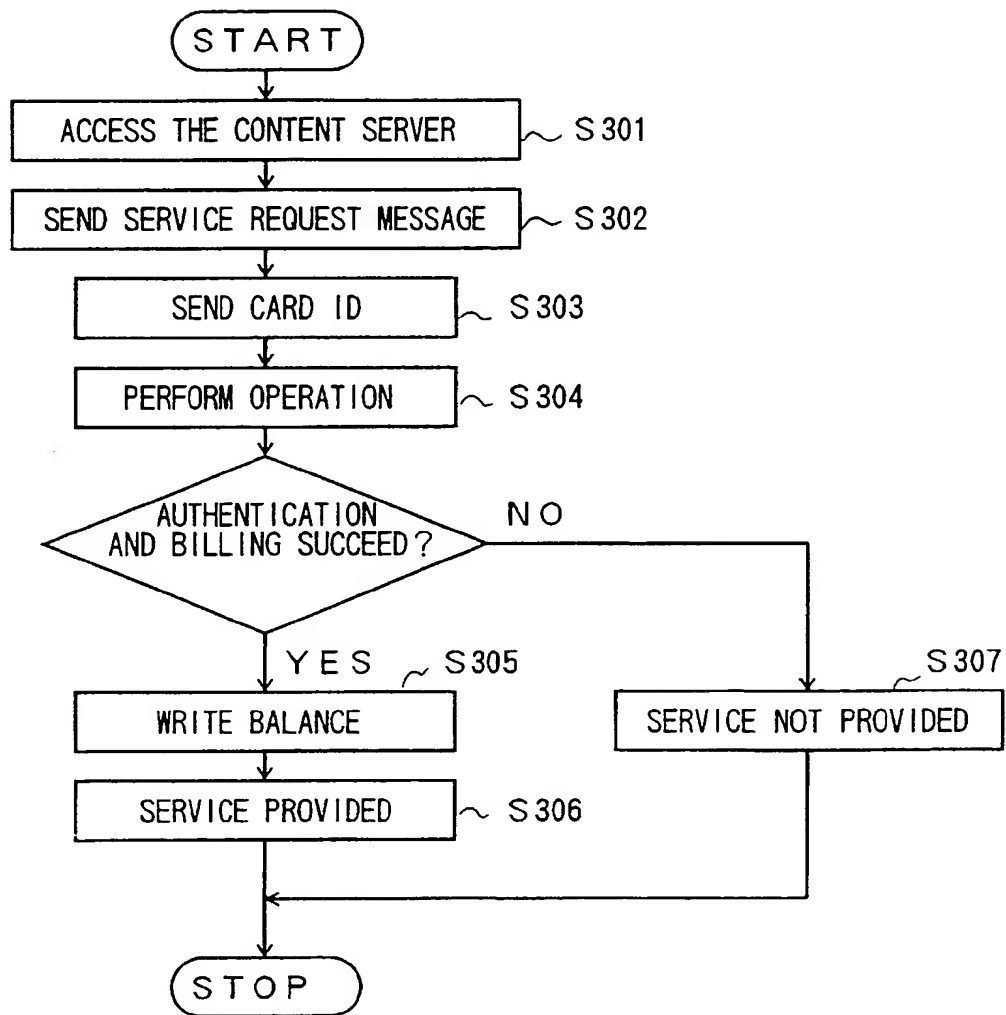 START
ACCESS THE CONTENT SERVER
S301
SEND SERVICE REQUEST MESSAGE
S302
SEND CARD ID
S303
PERFORM OPERATION
S304
AUTHENTICATION
AND BILLING SUCCEED?
NO
YES
S305
S307
WRITE BALANCE
SERVICE NOT PROVIDED
SERVICE PROVIDED
S306
STOP